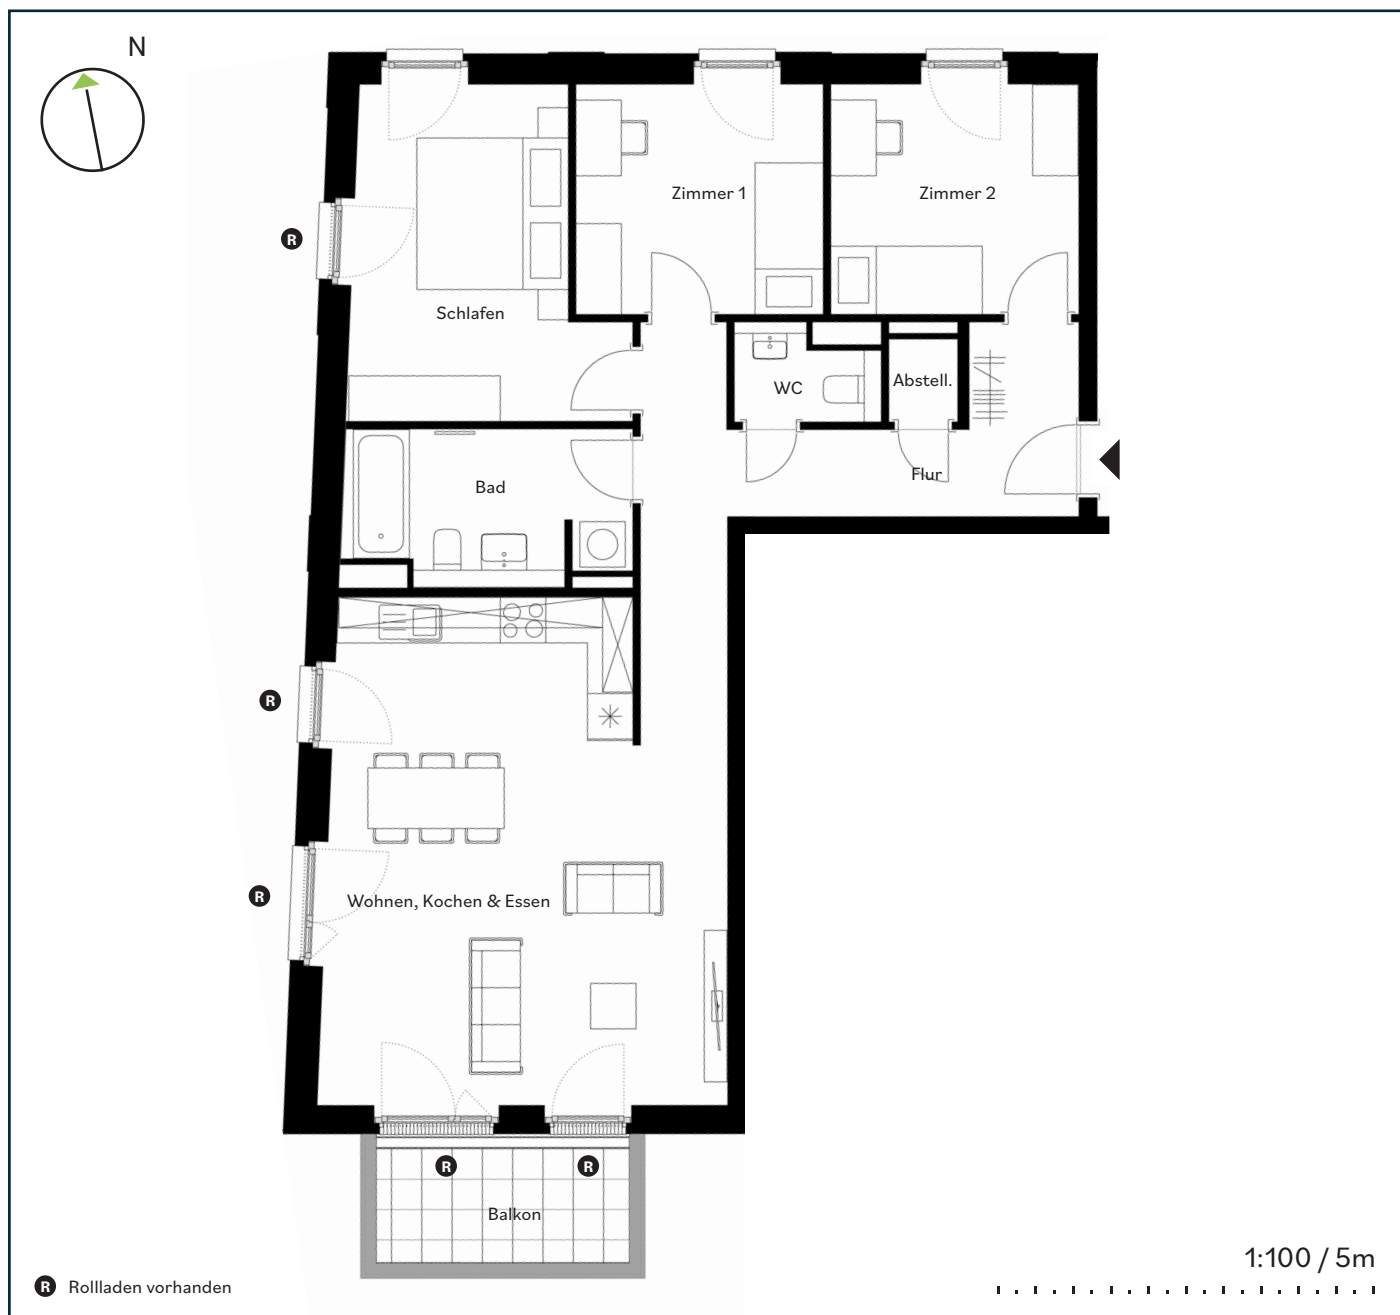 N
Zimmer 1
Zimmer 2
R
Schlafen
Abstell.
WC
Flur
Bad
R
R
Wohnen, Kochen & Essen
R
R
Balkon
1:100 / 5m
R Rollladen vorhanden